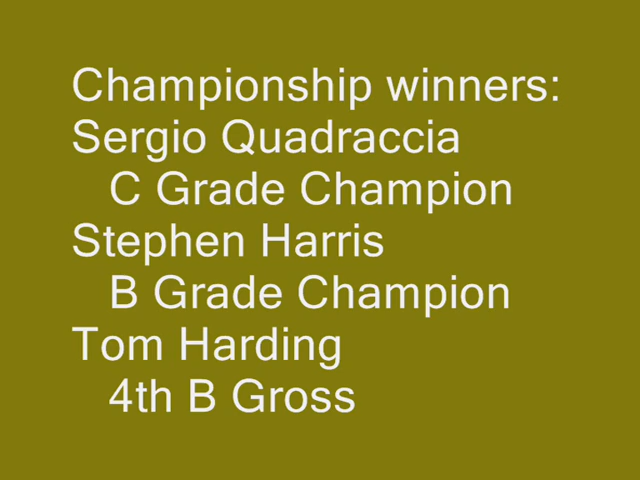 Championship winners:
Sergio Quadraccia
C Grade Champion
Stephen Harris
B Grade Champion
Tom Harding
4th B Gross